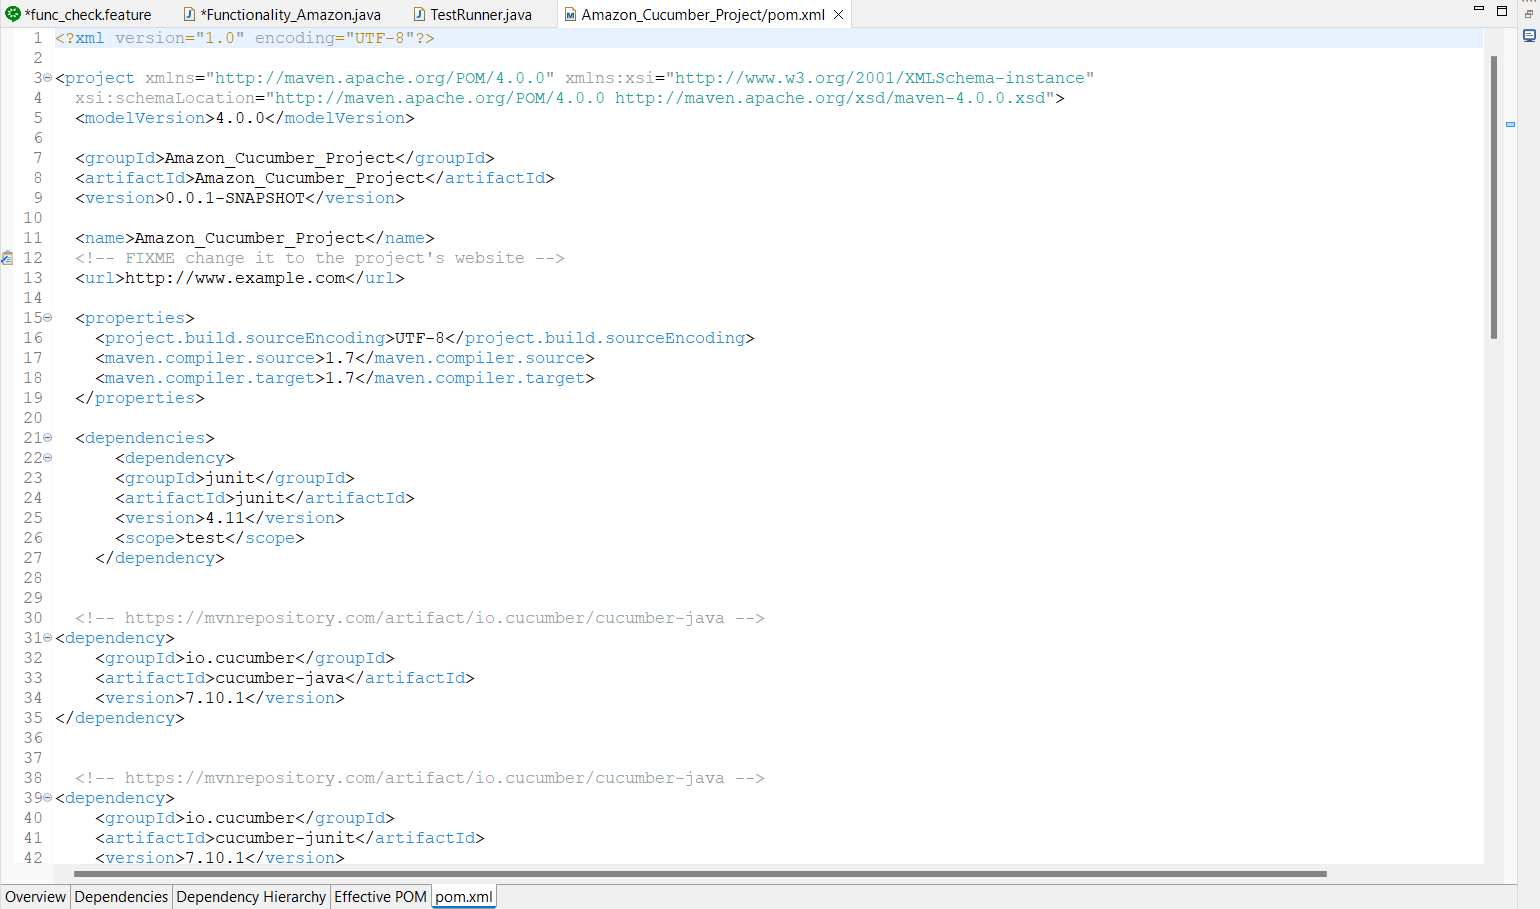 *func_check.feature *Functionality_Amazon.java TestRunner.java Amazon_Cucumber_Project/pom.xml
1 <?xml version="1.0" encoding="UTF-8"?>
2
3 <project xmlns="http://maven.apache.org/POM/4.0.0" xmlns:xsi="http://www.w3.org/2001/XMLSchema-instance"
4 xsi:schemaLocation="http://maven.apache.org/POM/4.0.0 http://maven.apache.org/xsd/maven-4.0.0.xsd">
5 <modelVersion>4.0.0</modelVersion>
6
7 <groupId>Amazon_Cucumber_Project</groupId>
8 <artifactId>Amazon_Cucumber_Project</artifactId>
9 <version>0.0.1-SNAPSHOT</version>
10
11 <name>Amazon_Cucumber_Project</name>
12 <!-- FIXME change it to the project's website -->
13 <url>http://www.example.com</url>
14
15 <properties>
16 <project.build.sourceEncoding>UTF-8</project.build.sourceEncoding>
17 <maven.compiler.source>1.7</maven.compiler.source>
18 <maven.compiler.target>1.7</maven.compiler.target>
19 </properties>
20
21 <dependencies>
22 <dependency>
23 <groupId>junit</groupId>
24 <artifactId>junit</artifactId>
25 <version>4.11</version>
26 <scope>test</scope>
27 </dependency>
28
29
30 <!-- https://mvnrepository.com/artifact/io.cucumber/cucumber-java -->
31 <dependency>
32 <groupId>io.cucumber</groupId>
33 <artifactId>cucumber-java</artifactId>
34 <version>7.10.1</version>
35 </dependency>
36
37
38 <!-- https://mvnrepository.com/artifact/io.cucumber/cucumber-java -->
39 <dependency>
40 <groupId>io.cucumber</groupId>
41 <artifactId>cucumber-junit</artifactId>
42 <version>7.10.1</version>
Overview Dependencies Dependency Hierarchy Effective POM pom.xml